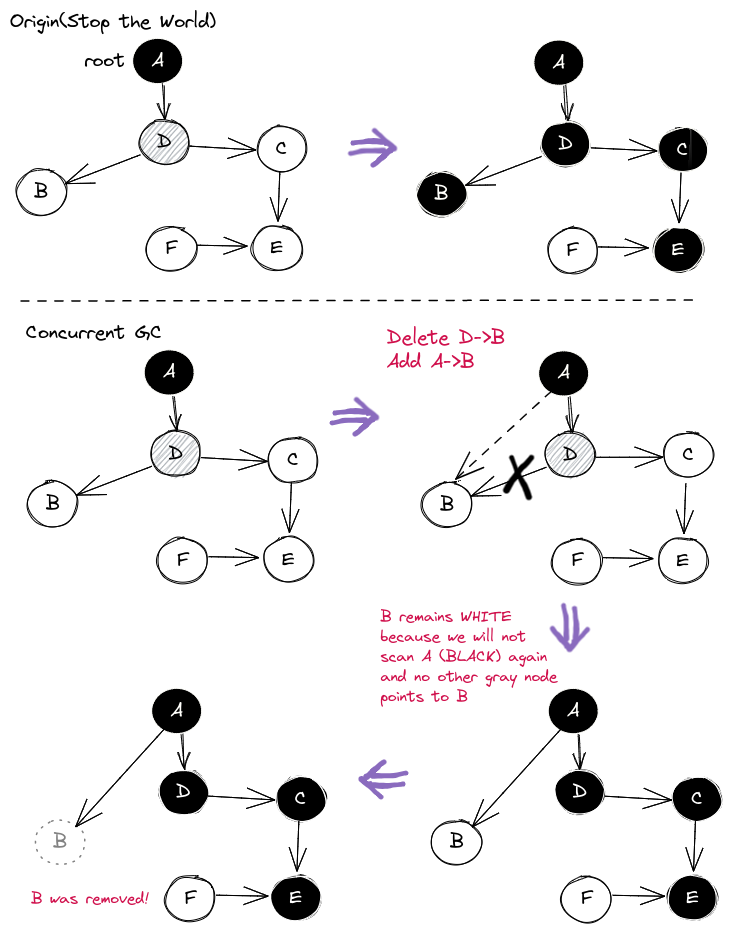 Origin(Stop the World)
root
A
A
D
C
D
C
B
B
F
E
F
E
Concurrent GC
Delete D->B
Add A->B
A
A
D
C
D
C
B
B
F
E
F
E
B remains WHITE
because we will not
scan A (BLACK) again
and no other gray node
points to B
A
A
D
C
D
C
B
B
F
E
F
E
B was removed!